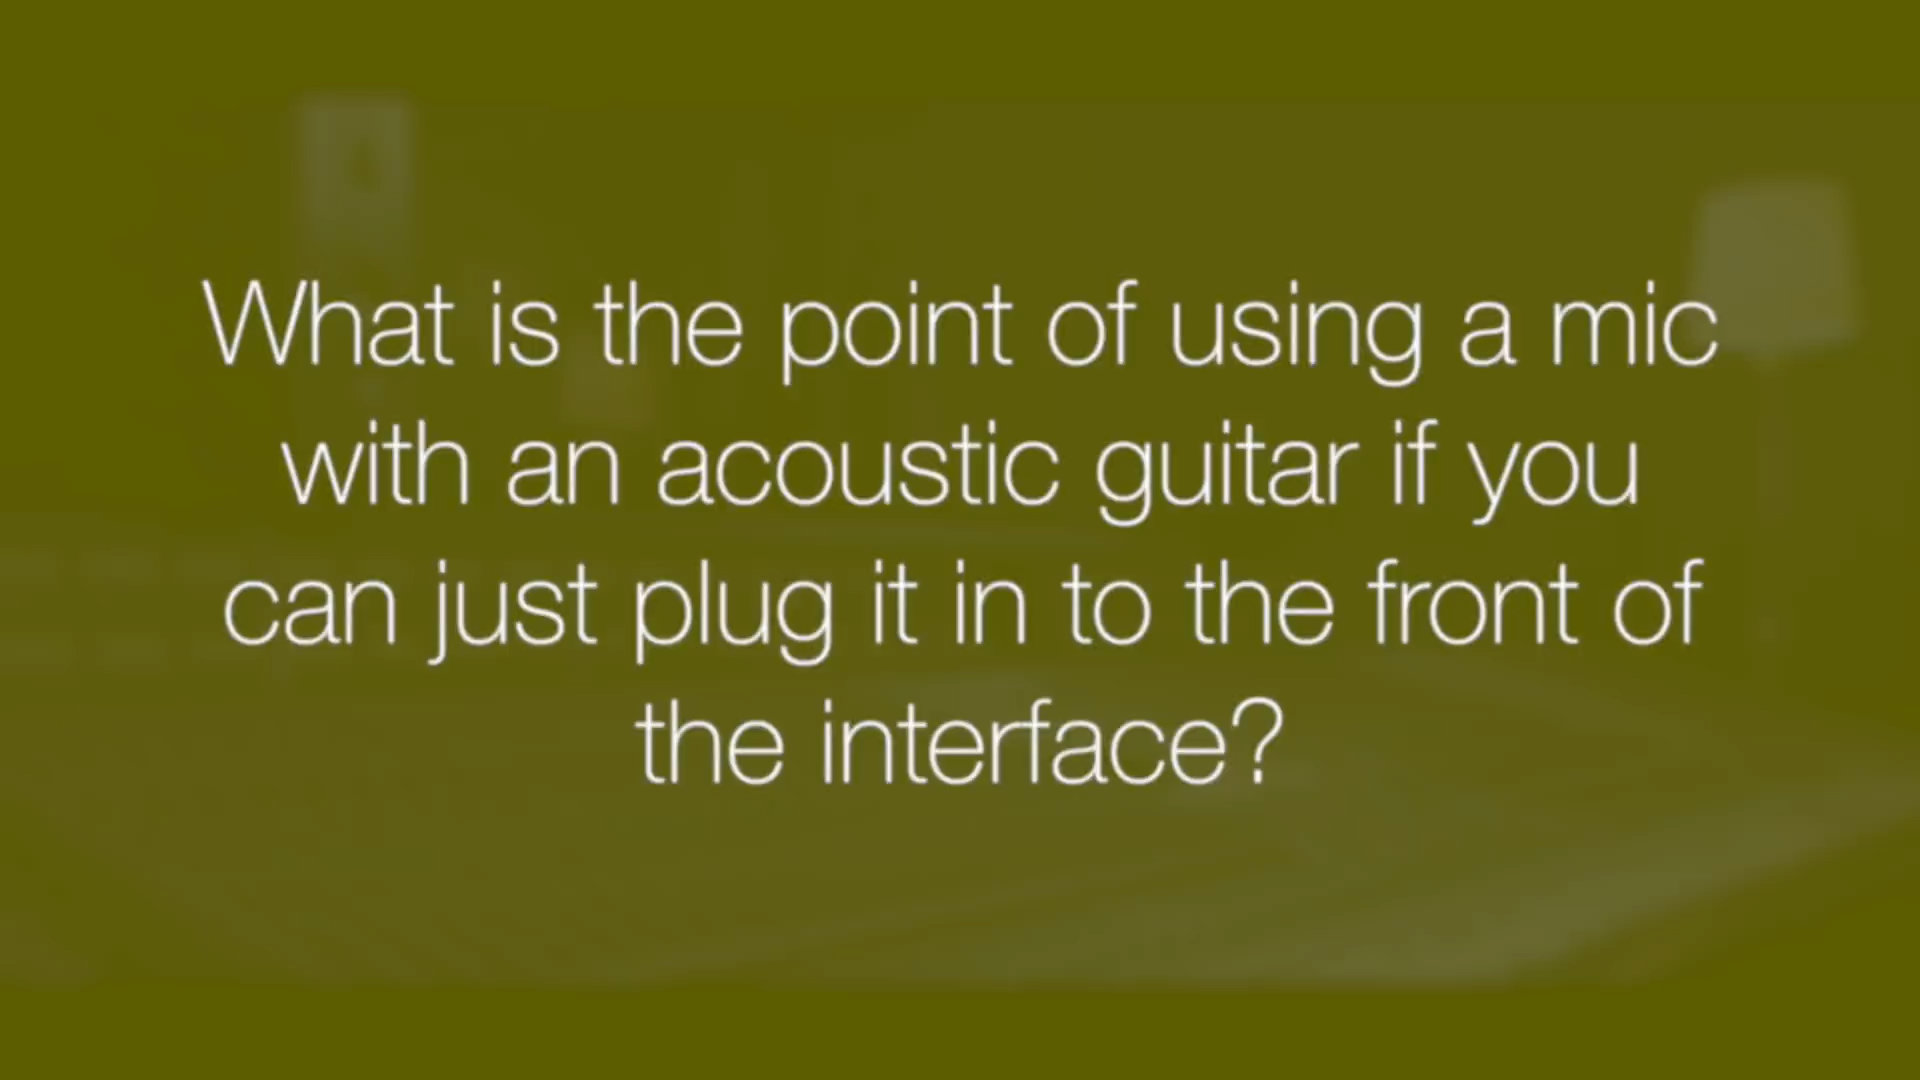 What is the point of using a mic
with an acoustic guitar if you
can just plug it in to the front of
the interface?